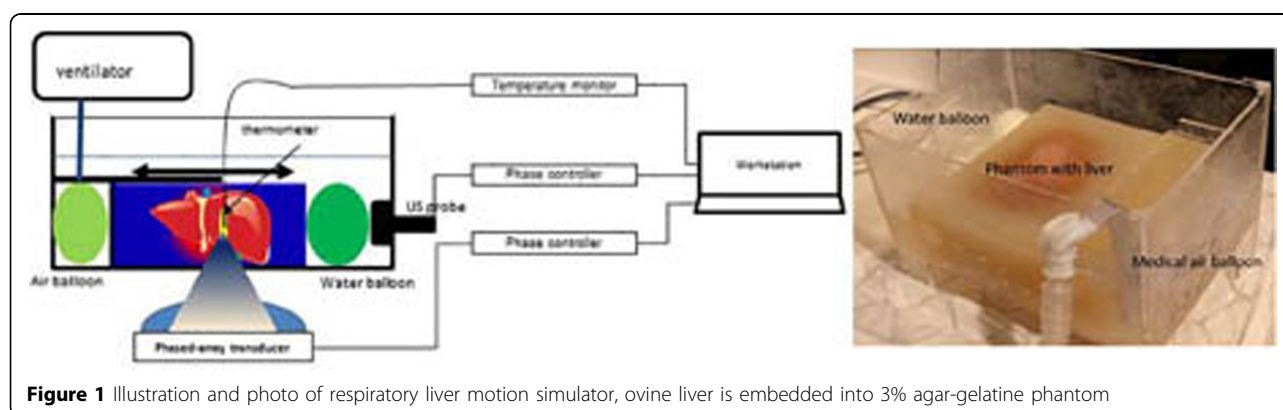 ventilator
Temperature monitor
thermometer
Workstation
Phase controller
US probe
Phase controller
Air balloon
Water balloon
Phased-array transducer
Water balloon
Phantom with liver
Medical air balloon
Figure 1 Illustration and photo of respiratory liver motion simulator, ovine liver is embedded into 3% agar-gelatine phantom